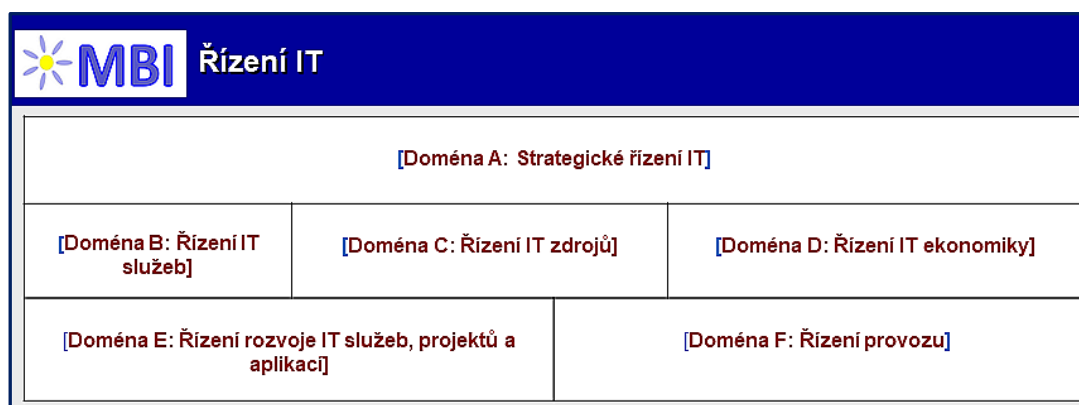 MBI Řízení IT
[Doména A: Strategické řízení IT]
[Doména B: Řízení IT
služeb]
[Doména C: Řízení IT zdrojů]
[Doména D: Řízení IT ekonomiky]
[Doména E: Řízení rozvoje IT služeb, projektů a
aplikací]
[Doména F: Řízení provozu]